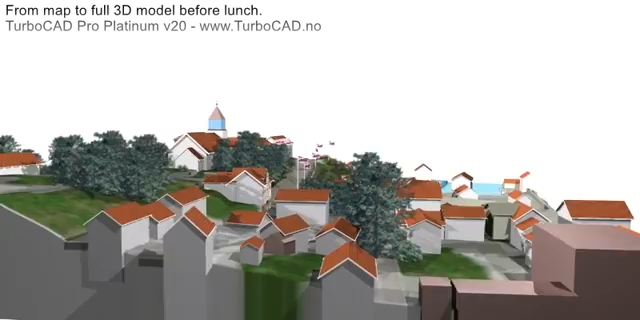 From map to full 3D model before lunch.
TurboCAD Pro Platinum v20 - www.TurboCAD.no